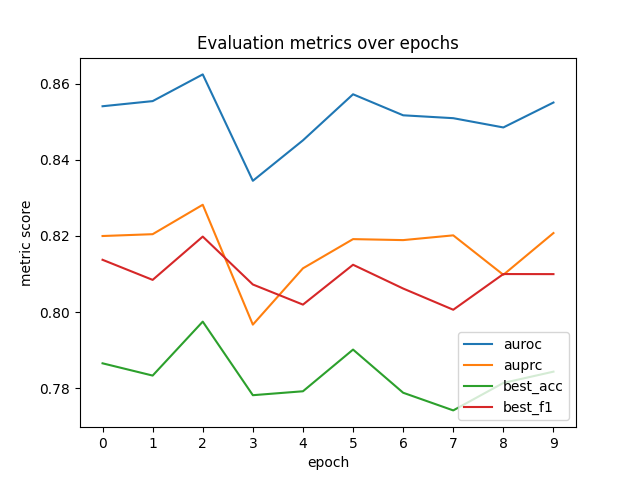 Evaluation metrics over epochs
metric score
0.86
0.84
0.82
0.80
0.78
auroc
auprc
best_acc
best_f1
0 1 2 3 4 5 6 7 8 9
epoch